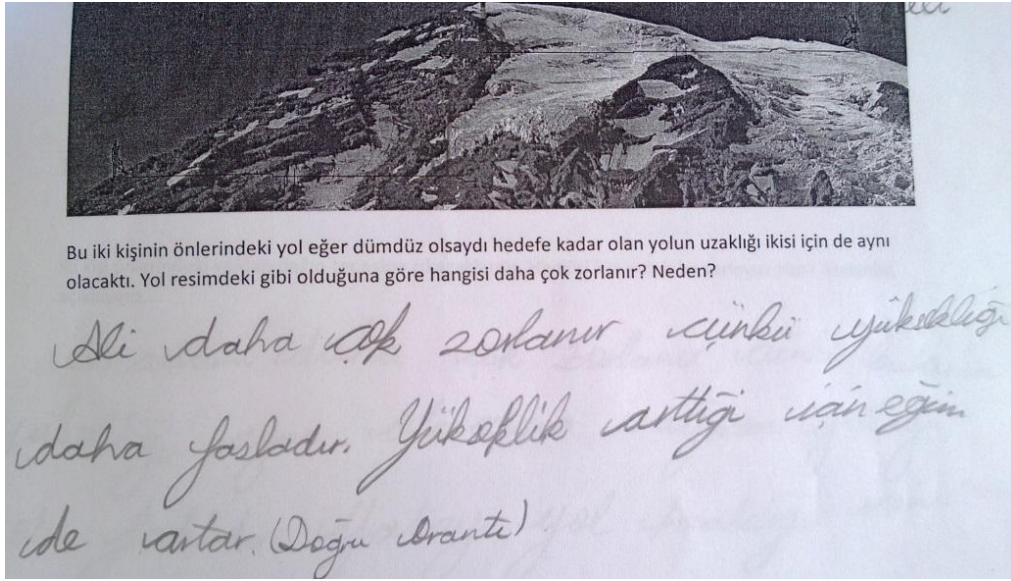 Bu iki kişinin önlerindeki yol eğer dümdüz olsaydı hedefe kadar olan yolun uzaklığı ikisi için de aynı
olacaktı. Yol resimdeki gibi olduğuna göre hangisi daha çok zorlanır? Neden?
Ali daha çok zorlanır çünkü yüksekliği
daha fazladır. Yükseklik arttığı için eğim
de artar. (Doğru Orantı)